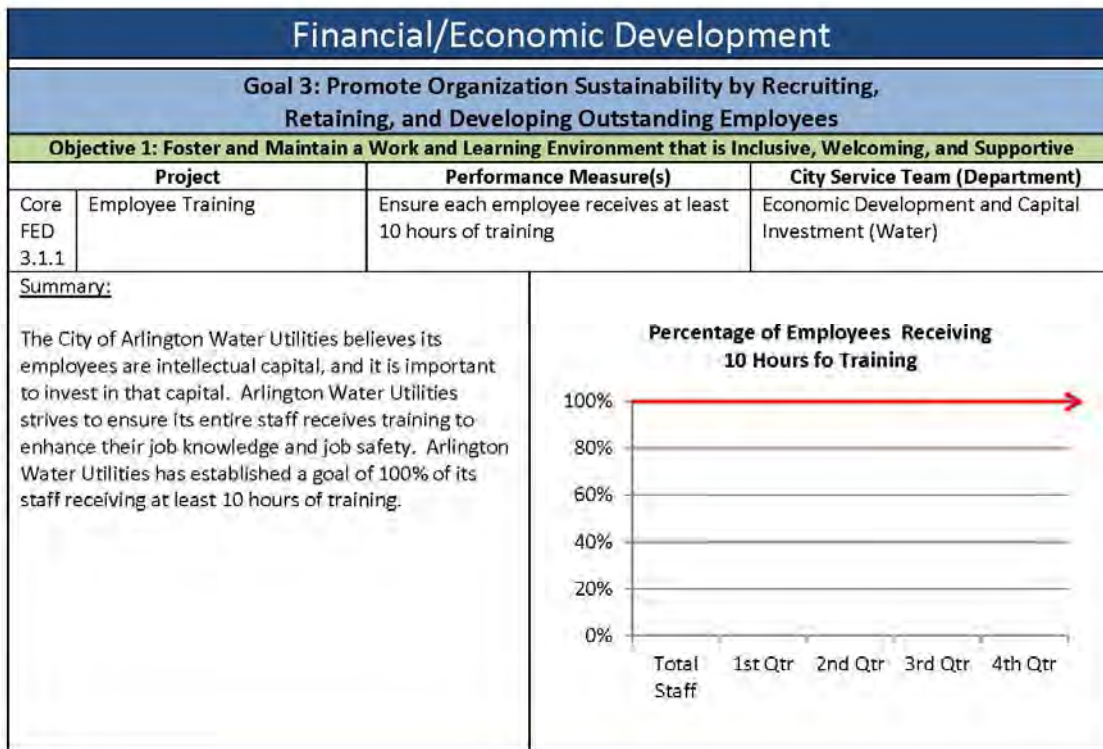 Financial/Economic Development
Goal 3: Promote Organization Sustainability by Recruiting,
Retaining, and Developing Outstanding Employees
Objective 1: Foster and Maintain a Work and Learning Environment that is Inclusive, Welcoming, and Supportive
Project
Performance Measure(s)
City Service Team (Department)
Core
FED
3.1.1
Employee Training
Ensure each employee receives at least
10 hours of training
Economic Development and Capital
Investment (Water)
Summary:
The City of Arlington Water Utilities believes its
employees are intellectual capital, and it is important
to invest in that capital. Arlington Water Utilities
strives to ensure its entire staff receives training to
enhance their job knowledge and job safety. Arlington
Water Utilities has established a goal of 100% of its
staff receiving at least 10 hours of training.
Percentage of Employees Receiving
10 Hours fo Training
100%
80%
60%
40%
20%
0%
Total
Staff
1st Qtr
2nd Qtr
3rd Qtr
4th Qtr